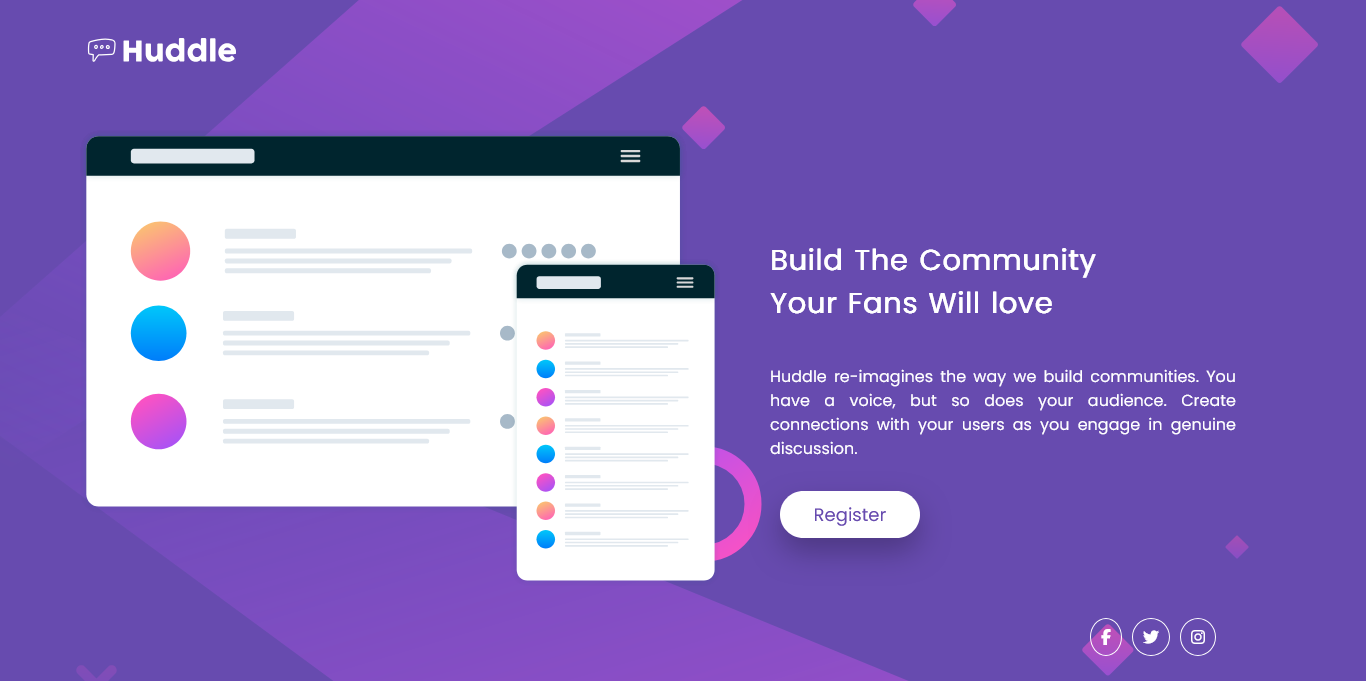 Huddle
Build The Community
Your Fans Will love
Huddle re-imagines the way we build communities. You
have a voice, but so does your audience. Create
connections with your users as you engage in genuine
discussion.
Register